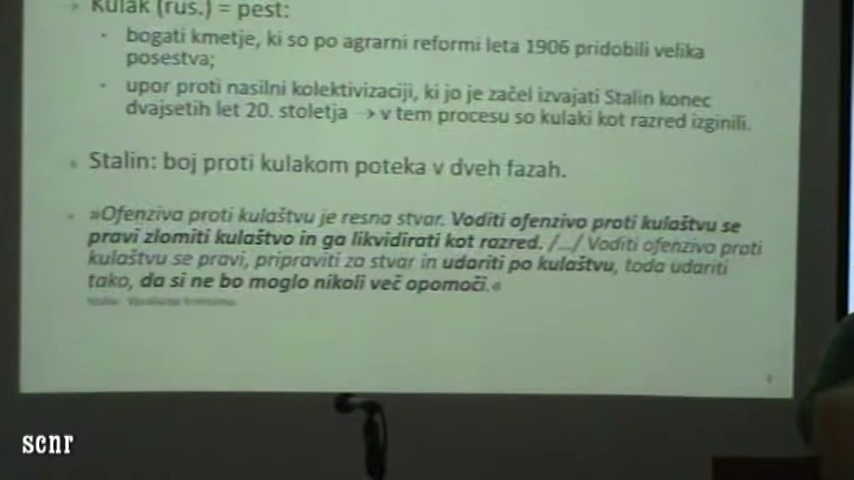 → Kulak (rus.) = pest:
• bogati kmetje, ki so po agrarni reformi leta 1906 pridobili velika
posestva;
• upor proti nasilni kolektivizaciji, ki jo je začel izvajati Stalin konec
dvajsetih let 20. stoletja → v tem procesu so kulaki kot razred izginili.
• Stalin: boj proti kulakom poteka v dveh fazah.
• »Ofenziva proti kulaštvu je resna stvar. Voditi ofenzivo proti kulaštvu se
pravi zlomiti kulaštvo in ga likvidirati kot razred. /.../ Voditi ofenzivo proti
kulaštvu se pravi, pripraviti za stvar in udariti po kulaštvu, toda udariti
tako, da si ne bo moglo nikoli več opomoči.«
scnr